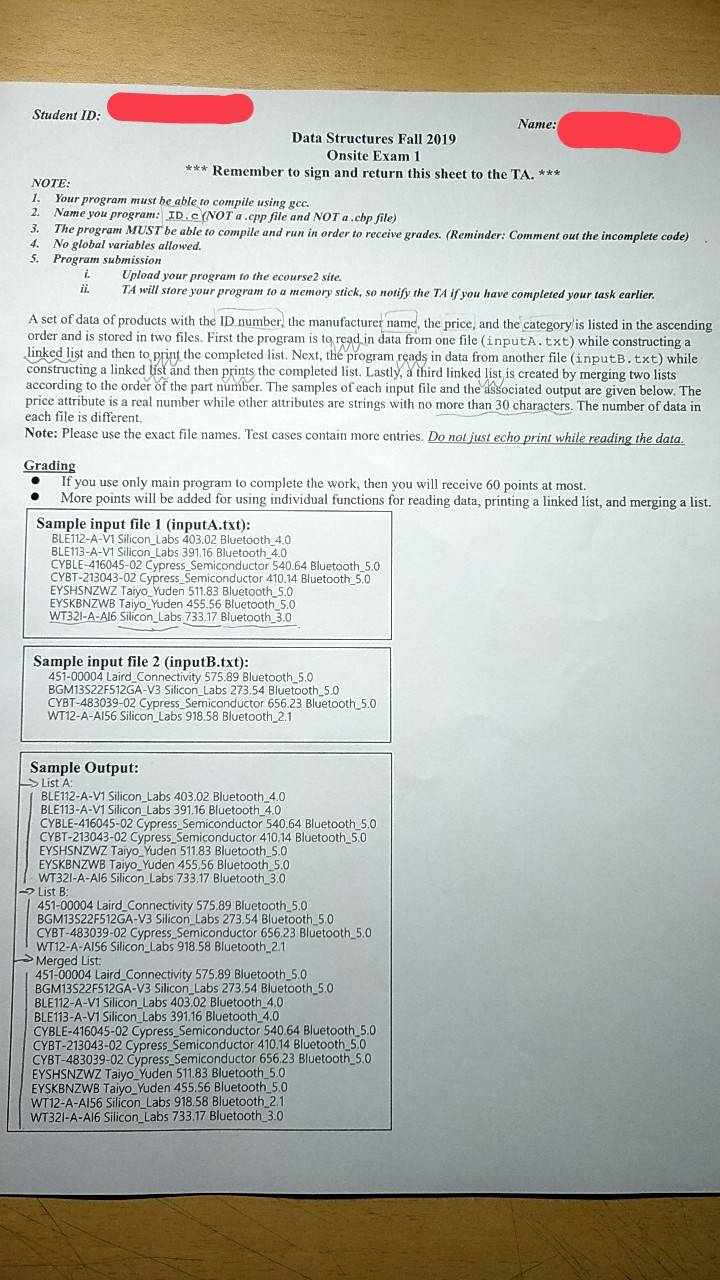 Student ID:
Name:
Data Structures Fall 2019
Onsite Exam 1
*** Remember to sign and return this sheet to the TA. ***
NOTE:
1. Your program must be able to compile using gcc.
2. Name you program: ID.c (NOT a .cpp file and NOT a .cbp file)
3. The program MUST be able to compile and run in order to receive grades. (Reminder: Comment out the incomplete code)
4. No global variables allowed.
5. Program submission
i. Upload your program to the ecourse2 site.
ii. TA will store your program to a memory stick, so notify the TA if you have completed your task earlier.
A set of data of products with the ID number, the manufacturer name, the price, and the category is listed in the ascending
order and is stored in two files. First the program is to read in data from one file (inputA.txt) while constructing a
linked list and then to print the completed list. Next, the program reads in data from another file (inputB.txt) while
constructing a linked list and then prints the completed list. Lastly, a third linked list is created by merging two lists
according to the order of the part number. The samples of each input file and the associated output are given below. The
price attribute is a real number while other attributes are strings with no more than 30 characters. The number of data in
each file is different.
Note: Please use the exact file names. Test cases contain more entries. Do not just echo print while reading the data.
Grading
● If you use only main program to complete the work, then you will receive 60 points at most.
● More points will be added for using individual functions for reading data, printing a linked list, and merging a list.
Sample input file 1 (inputA.txt):
BLE112-A-V1 Silicon_Labs 403.02 Bluetooth_4.0
BLE113-A-V1 Silicon_Labs 391.16 Bluetooth_4.0
CYBLE-416045-02 Cypress_Semiconductor 540.64 Bluetooth_5.0
CYBT-213043-02 Cypress_Semiconductor 410.14 Bluetooth_5.0
EYSHSNZWZ Taiyo_Yuden 511.83 Bluetooth_5.0
EYSKBNZWB Taiyo_Yuden 455.56 Bluetooth_5.0
WT32I-A-AI6 Silicon_Labs 733.17 Bluetooth_3.0
Sample input file 2 (inputB.txt):
451-00004 Laird_Connectivity 575.89 Bluetooth_5.0
BGM13S22F512GA-V3 Silicon_Labs 273.54 Bluetooth_5.0
CYBT-483039-02 Cypress_Semiconductor 656.23 Bluetooth_5.0
WT12-A-AI56 Silicon_Labs 918.58 Bluetooth_2.1
Sample Output:
List A:
BLE112-A-V1 Silicon_Labs 403.02 Bluetooth_4.0
BLE113-A-V1 Silicon_Labs 391.16 Bluetooth_4.0
CYBLE-416045-02 Cypress_Semiconductor 540.64 Bluetooth_5.0
CYBT-213043-02 Cypress_Semiconductor 410.14 Bluetooth_5.0
EYSHSNZWZ Taiyo_Yuden 511.83 Bluetooth_5.0
EYSKBNZWB Taiyo_Yuden 455.56 Bluetooth_5.0
WT32I-A-AI6 Silicon_Labs 733.17 Bluetooth_3.0
List B:
451-00004 Laird_Connectivity 575.89 Bluetooth_5.0
BGM13S22F512GA-V3 Silicon_Labs 273.54 Bluetooth_5.0
CYBT-483039-02 Cypress_Semiconductor 656.23 Bluetooth_5.0
WT12-A-AI56 Silicon_Labs 918.58 Bluetooth_2.1
Merged List:
451-00004 Laird_Connectivity 575.89 Bluetooth_5.0
BGM13S22F512GA-V3 Silicon_Labs 273.54 Bluetooth_5.0
BLE112-A-V1 Silicon_Labs 403.02 Bluetooth_4.0
BLE113-A-V1 Silicon_Labs 391.16 Bluetooth_4.0
CYBLE-416045-02 Cypress_Semiconductor 540.64 Bluetooth_5.0
CYBT-213043-02 Cypress_Semiconductor 410.14 Bluetooth_5.0
CYBT-483039-02 Cypress_Semiconductor 656.23 Bluetooth_5.0
EYSHSNZWZ Taiyo_Yuden 511.83 Bluetooth_5.0
EYSKBNZWB Taiyo_Yuden 455.56 Bluetooth_5.0
WT12-A-AI56 Silicon_Labs 918.58 Bluetooth_2.1
WT32I-A-AI6 Silicon_Labs 733.17 Bluetooth_3.0